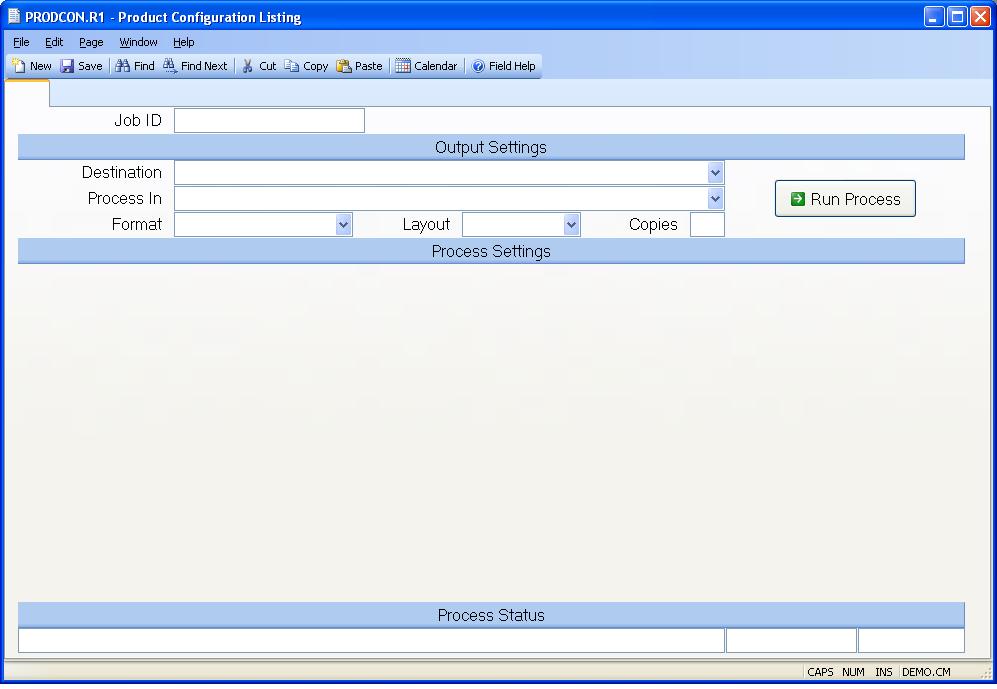 PRODCON.R1 - Product Configuration Listing
File Edit Page Window Help
New Save Find Find Next Cut Copy Paste Calendar Field Help
Job ID
Output Settings
Destination
Process In
Run Process
Format Layout Copies
Process Settings
Process Status
CAPS NUM INS DEMO.CM